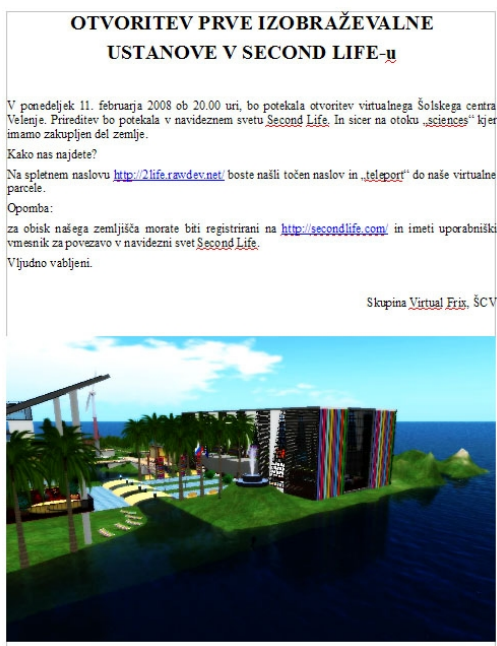 OTVORITEV PRVE IZOBRAŽEVALNE
USTANOVE V SECOND LIFE-u
V ponedeljek 11. februarja 2008 ob 20.00 uri, bo potekala otvoritev virtualnega Šolskega centra
Velenje. Prireditev bo potekala v navideznem svetu Second Life. In sicer na otoku „sciences“ kjer
imamo zakupljen del zemlje.
Kako nas najdete?
Na spletnem naslovu http://2life.rawdev.net/ boste našli točen naslov in „teleport“ do naše virtualne
parcele.
Opomba:
za obisk našega zemljišča morate biti registrirani na http://secondlife.com/ in imeti uporabniški
vmesnik za povezavo v navidezni svet Second Life.
Vljudno vabljeni.
Skupina Virtual Frix, ŠCV